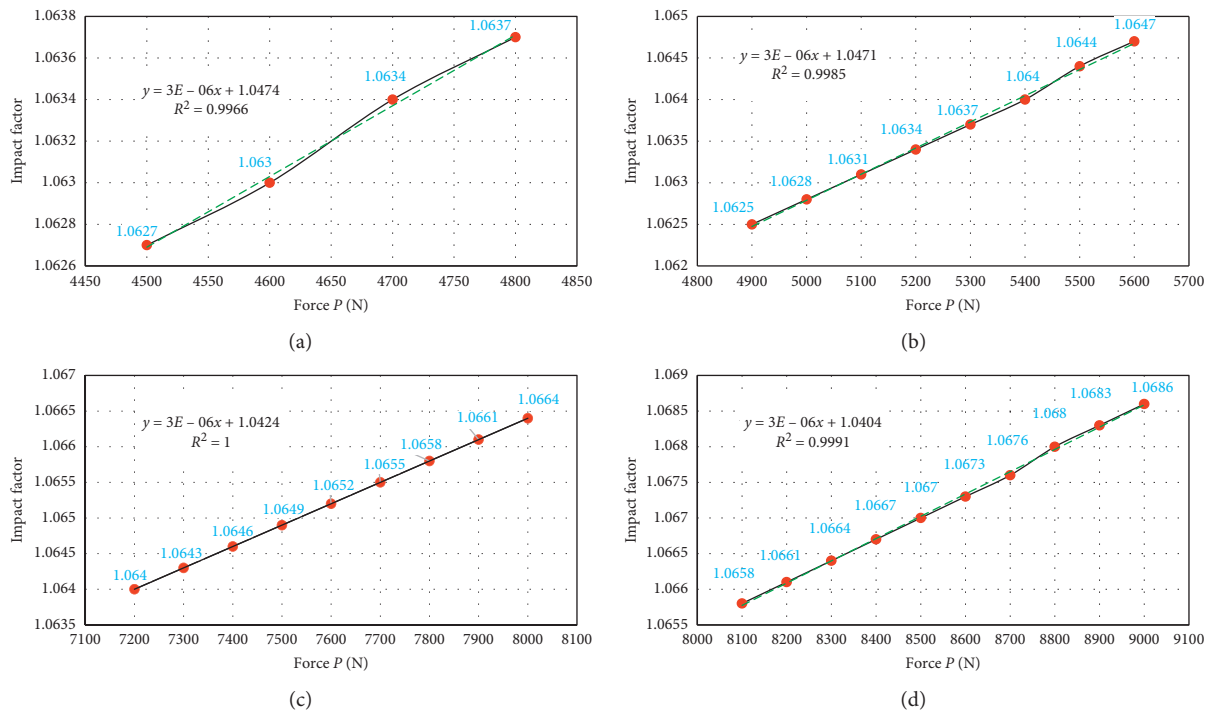 1.0638
1.0636
1.0634
1.0632
1.063
1.0628
1.0626
Impact factor
y = 3E – 06x + 1.0474
R² = 0.9966
1.0627
1.063
1.0634
1.0637
4450 4500 4550 4600 4650 4700 4750 4800 4850
Force P (N)
(a)
1.065
1.0645
1.064
1.0635
1.063
1.0625
1.062
Impact factor
y = 3E – 06x + 1.0471
R² = 0.9985
1.0625
1.0628
1.0631
1.0634
1.0637
1.064
1.0644
1.0647
4800 4900 5000 5100 5200 5300 5400 5500 5600 5700
Force P (N)
(b)
1.067
1.0665
1.066
1.0655
1.065
1.0645
1.064
1.0635
Impact factor
y = 3E – 06x + 1.0424
R² = 1
1.064
1.0643
1.0646
1.0649
1.0652
1.0655
1.0658
1.0661
1.0664
7100 7200 7300 7400 7500 7600 7700 7800 7900 8000 8100
Force P (N)
(c)
1.069
1.0685
1.068
1.0675
1.067
1.0665
1.066
1.0655
Impact factor
y = 3E – 06x + 1.0404
R² = 0.9991
1.0658
1.0661
1.0664
1.0667
1.067
1.0673
1.0676
1.068
1.0683
1.0686
8000 8100 8200 8300 8400 8500 8600 8700 8800 8900 9000 9100
Force P (N)
(d)